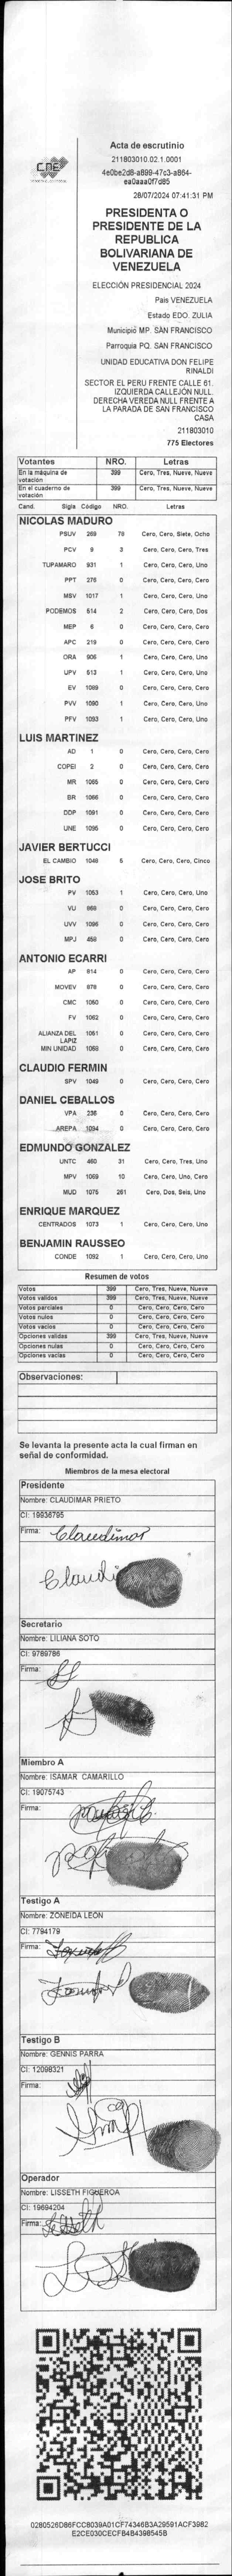 CNE
Acta de escrutinio
211803010.02.1.0001
4e0be2d8-a899-47c3-a864-
ea0aaa0f7d85
28/07/2024 07:41:31 PM
PRESIDENTA O
PRESIDENTE DE LA
REPUBLICA
BOLIVARIANA DE
VENEZUELA
ELECCIÓN PRESIDENCIAL 2024
País VENEZUELA
Estado EDO. ZULIA
Municipio MP. SAN FRANCISCO
Parroquia PQ. SAN FRANCISCO
UNIDAD EDUCATIVA DON FELIPE
RINALDI
SECTOR EL PERU FRENTE CALLE 61.
IZQUIERDA CALLEJÓN NULL.
DERECHA VEREDA NULL FRENTE A
LA PARADA DE SAN FRANCISCO
CASA
211803010
775 Electores
Votantes NRO. Letras
En la máquina de votación 399 Cero, Tres, Nueve, Nueve
En el cuaderno de votación 399 Cero, Tres, Nueve, Nueve
Cand. Sigla Código NRO. Letras
NICOLAS MADURO
PSUV 269 78 Cero, Cero, Siete, Ocho
PCV 9 3 Cero, Cero, Cero, Tres
TUPAMARO 931 1 Cero, Cero, Cero, Uno
PPT 276 0 Cero, Cero, Cero, Cero
MSV 1017 1 Cero, Cero, Cero, Uno
PODEMOS 514 2 Cero, Cero, Cero, Dos
MEP 6 0 Cero, Cero, Cero, Cero
APC 219 0 Cero, Cero, Cero, Cero
ORA 906 1 Cero, Cero, Cero, Uno
UPV 513 1 Cero, Cero, Cero, Uno
EV 1089 0 Cero, Cero, Cero, Cero
PVV 1090 1 Cero, Cero, Cero, Uno
PFV 1093 1 Cero, Cero, Cero, Uno
LUIS MARTINEZ
AD 1 0 Cero, Cero, Cero, Cero
COPEI 2 0 Cero, Cero, Cero, Cero
MR 1065 0 Cero, Cero, Cero, Cero
BR 1066 0 Cero, Cero, Cero, Cero
DDP 1091 0 Cero, Cero, Cero, Cero
UNE 1095 0 Cero, Cero, Cero, Cero
JAVIER BERTUCCI
EL CAMBIO 1048 5 Cero, Cero, Cero, Cinco
JOSE BRITO
PV 1053 1 Cero, Cero, Cero, Uno
VU 868 0 Cero, Cero, Cero, Cero
UVV 1096 0 Cero, Cero, Cero, Cero
MPJ 458 0 Cero, Cero, Cero, Cero
ANTONIO ECARRI
AP 814 0 Cero, Cero, Cero, Cero
MOVEV 878 0 Cero, Cero, Cero, Cero
CMC 1050 0 Cero, Cero, Cero, Cero
FV 1062 0 Cero, Cero, Cero, Cero
ALIANZA DEL LAPIZ 1051 0 Cero, Cero, Cero, Cero
MIN UNIDAD 1058 0 Cero, Cero, Cero, Cero
CLAUDIO FERMIN
SPV 1049 0 Cero, Cero, Cero, Cero
DANIEL CEBALLOS
VPA 236 0 Cero, Cero, Cero, Cero
AREPA 1094 0 Cero, Cero, Cero, Cero
EDMUNDO GONZALEZ
UNTC 460 31 Cero, Cero, Tres, Uno
MPV 1069 10 Cero, Cero, Uno, Cero
MUD 1075 261 Cero, Dos, Seis, Uno
ENRIQUE MARQUEZ
CENTRADOS 1073 1 Cero, Cero, Cero, Uno
BENJAMIN RAUSSEO
CONDE 1092 1 Cero, Cero, Cero, Uno
Resumen de votos
Votos 399 Cero, Tres, Nueve, Nueve
Votos validos 399 Cero, Tres, Nueve, Nueve
Votos parciales 0 Cero, Cero, Cero, Cero
Votos nulos 0 Cero, Cero, Cero, Cero
Votos vacios 0 Cero, Cero, Cero, Cero
Opciones validas 399 Cero, Tres, Nueve, Nueve
Opciones nulas 0 Cero, Cero, Cero, Cero
Opciones vacias 0 Cero, Cero, Cero, Cero
Observaciones:
Se levanta la presente acta la cual firman en
señal de conformidad.
Miembros de la mesa electoral
Presidente
Nombre: CLAUDIMAR PRIETO
CI: 19936795
Firma: Claudimar
Claudi
Secretario
Nombre: LILIANA SOTO
CI: 9789786
Firma:
Miembro A
Nombre: ISAMAR CAMARILLO
CI: 19075743
Firma:
Testigo A
Nombre: ZONEIDA LEON
CI: 7794179
Firma:
Testigo B
Nombre: GENNIS PARRA
CI: 12098321
Firma:
Operador
Nombre: LISSETH FIGUEROA
CI: 19694204
Firma: Lisseth
0280526D86FCC8039A01CF74346B3A29591ACF3982
E2CE030CECFB4B4398545B